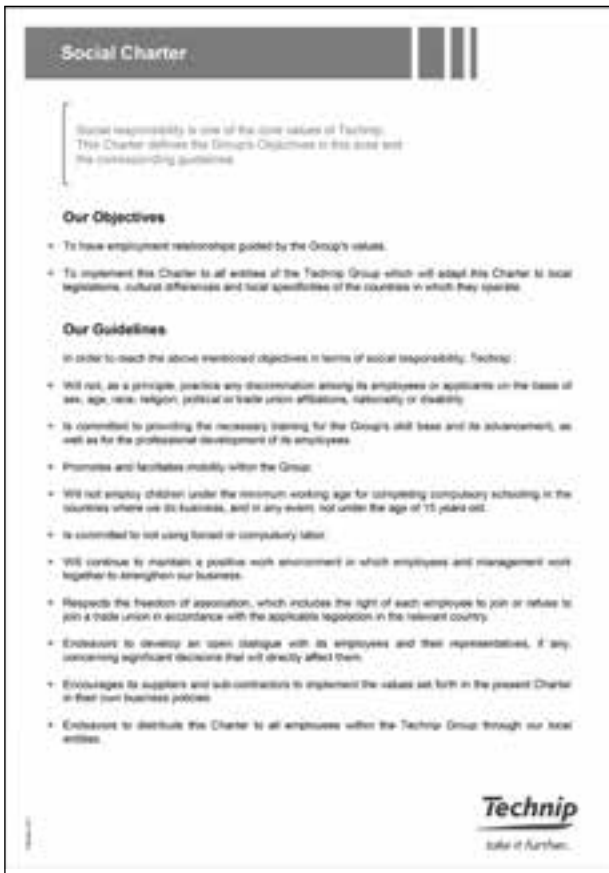 Social Charter
Social responsibility is one of the core values of Technip.
This Charter defines the Group's Objectives in this area and
the corresponding guidelines.
Our Objectives
• To have employment relationships guided by the Group's values.
• To implement this Charter to all entities of the Technip Group which will adapt this Charter to local
legislations, cultural differences and local specificities of the countries in which they operate.
Our Guidelines
In order to reach the above mentioned objectives in terms of social responsibility, Technip:
• Will not, as a principle, practice any discrimination among its employees or applicants on the basis of
sex, age, race, religion, political or trade union affiliations, nationality or disability.
• Is committed to providing the necessary training for the Group's skill base and its advancement, as
well as for the professional development of its employees.
• Promotes and facilitates mobility within the Group.
• Will not employ children under the minimum working age for completing compulsory schooling in the
countries where we do business, and in any event, not under the age of 15 years old.
• Is committed to not using forced or compulsory labor.
• Will continue to maintain a positive work environment in which employees and management work
together to strengthen our business.
• Respects the freedom of association, which includes the right of each employee to join or refuse to
join a trade union in accordance with the applicable legislation in the relevant country.
• Endeavors to develop an open dialogue with its employees and their representatives, if any,
concerning significant decisions that will directly affect them.
• Encourages its suppliers and sub-contractors to implement the values set forth in the present Charter
in their own business policies.
• Endeavors to distribute this Charter to all employees within the Technip Group through our local
entities.
Technip
take it further.